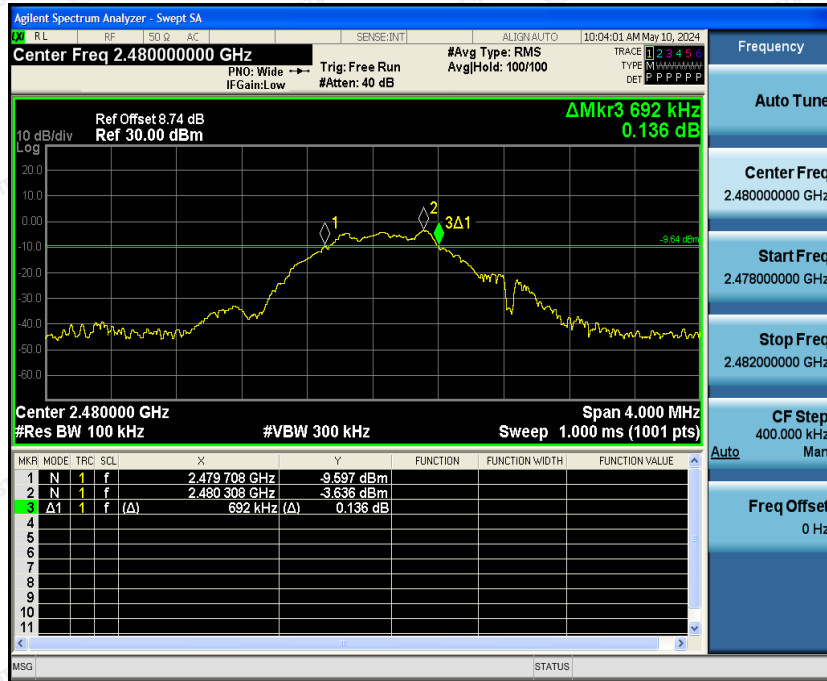 Agilent Spectrum Analyzer - Swept SA
RL RF 50 Ω AC SENSE:INT ALIGN AUTO 10:04:01 AM May 10, 2024
Center Freq 2.480000000 GHz
PNO: Wide
IFGain:Low
Trig: Free Run
#Atten: 40 dB
#Avg Type: RMS
Avg|Hold: 100/100
TRACE 1 2 3 4 5 6
TYPE M
DET P P P P P P
ΔMkr3 692 kHz
0.136 dB
Ref Offset 8.74 dB
10 dB/div Ref 30.00 dBm
Log
20.0
10.0
0.00
-10.0
-20.0
-30.0
-40.0
-50.0
-60.0
1
2
3Δ1
-9.64 dBm
Center 2.480000 GHz Span 4.000 MHz
#Res BW 100 kHz #VBW 300 kHz Sweep 1.000 ms (1001 pts)
MKR MODE TRC SCL X Y FUNCTION FUNCTION WIDTH FUNCTION VALUE
1 N 1 f 2.479 708 GHz -9.597 dBm
2 N 1 f 2.480 308 GHz -3.636 dBm
3 Δ1 1 f (Δ) 692 kHz (Δ) 0.136 dB
4
5
6
7
8
9
10
11
MSG STATUS
Frequency
Auto Tune
Center Freq
2.480000000 GHz
Start Freq
2.478000000 GHz
Stop Freq
2.482000000 GHz
CF Step
400.000 kHz
Auto Man
Freq Offset
0 Hz